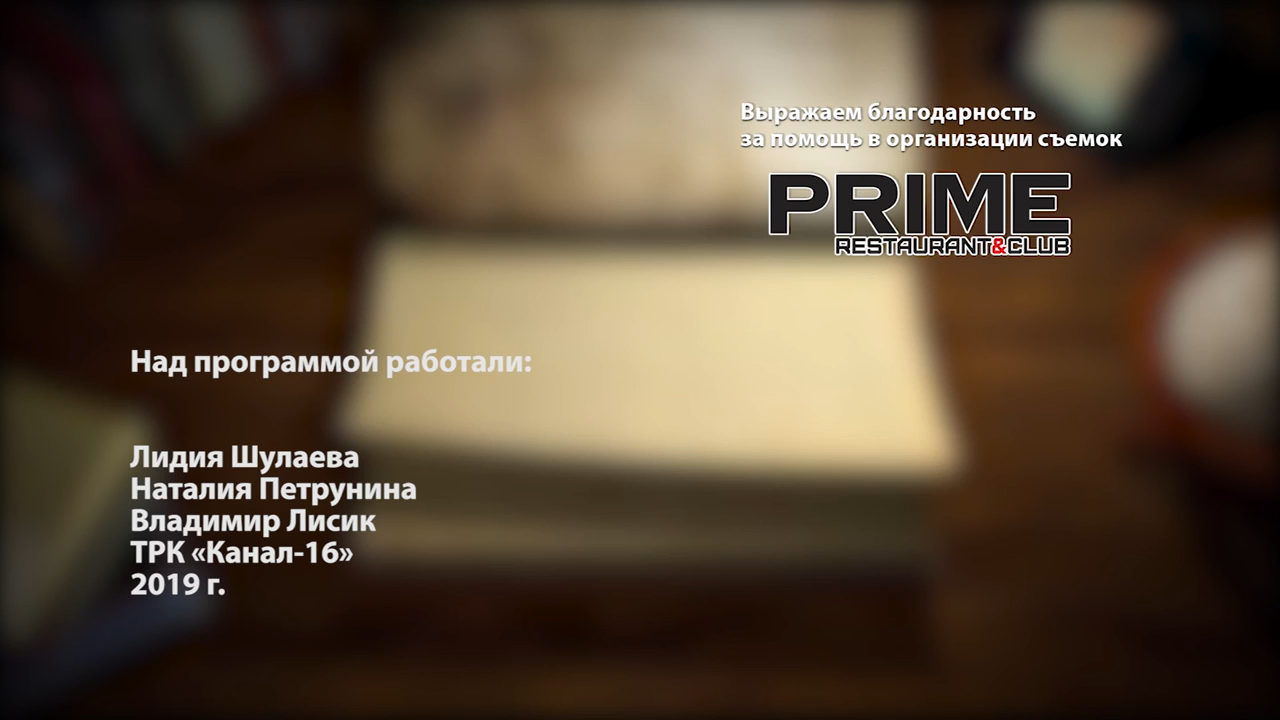 Выражаем благодарность
за помощь в организации съемок
PRIME
RESTAURANT&CLUB
Над программой работали:
Лидия Шулаева
Наталия Петрунина
Владимир Лисик
ТРК «Канал-16»
2019 г.